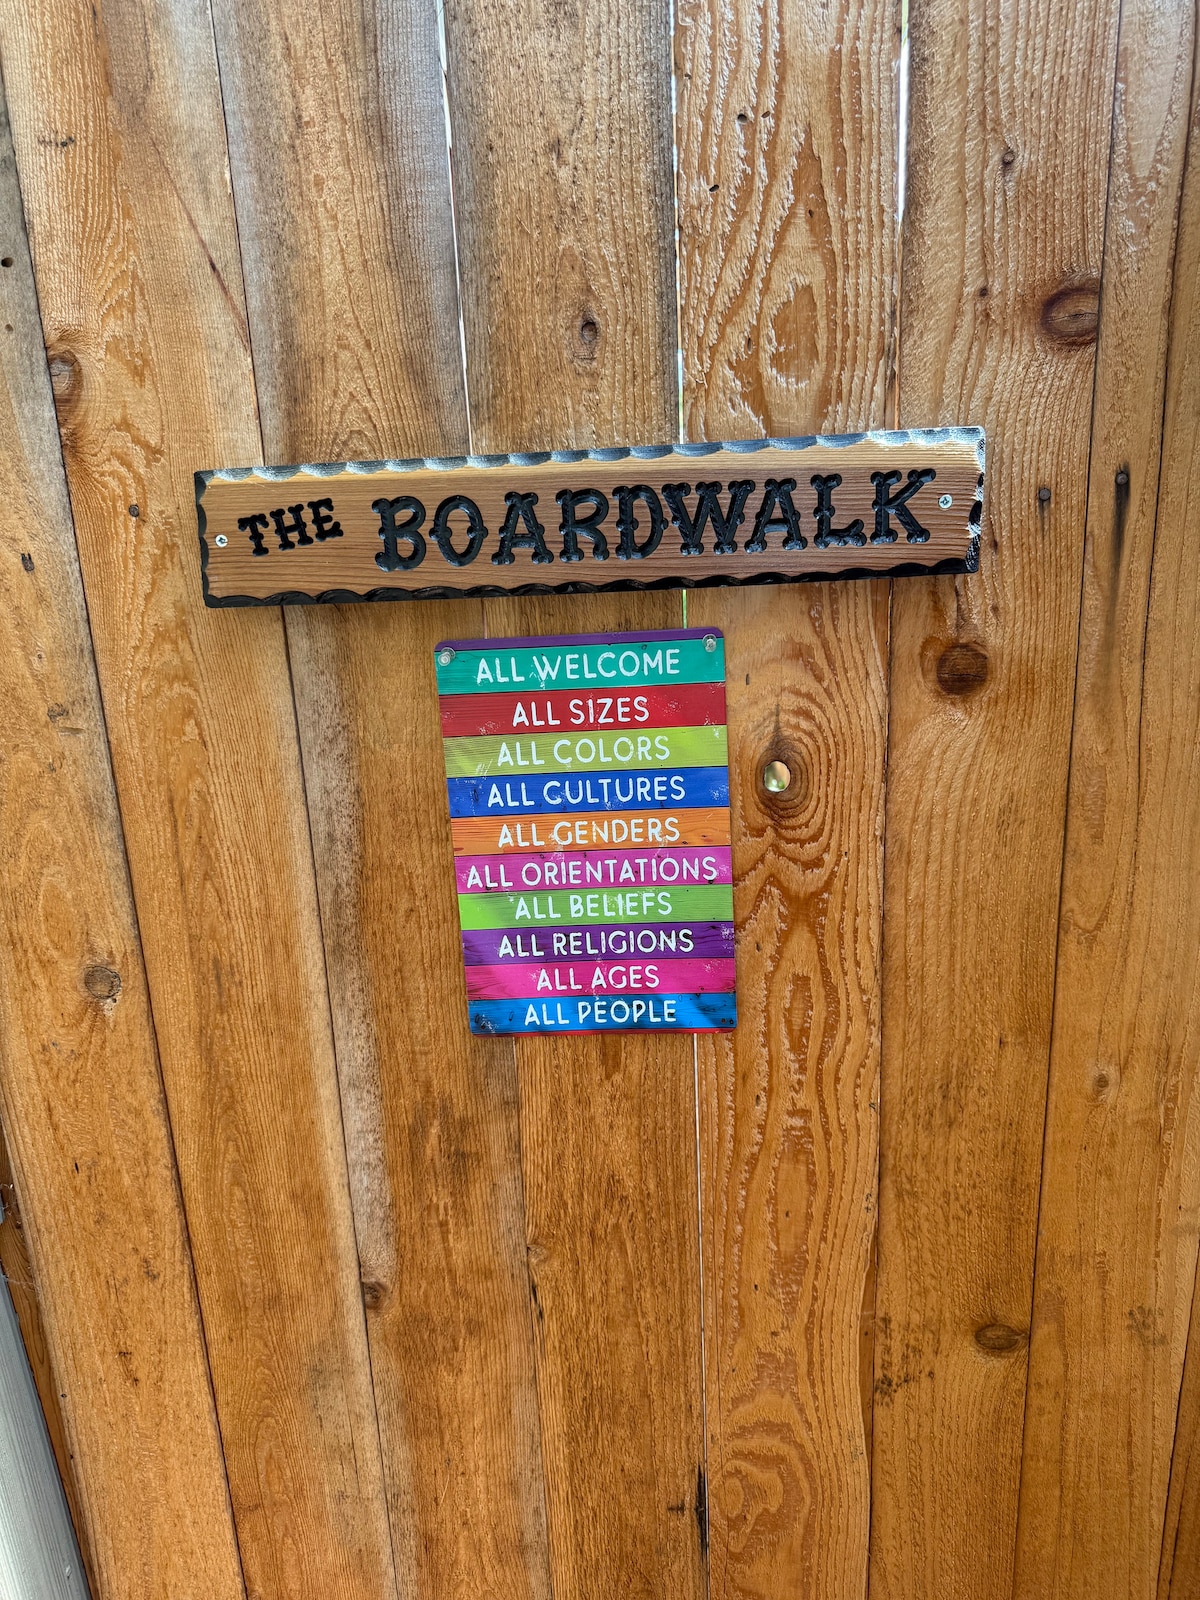 THE BOARDWALK
ALL WELCOME
ALL SIZES
ALL COLORS
ALL CULTURES
ALL GENDERS
ALL ORIENTATIONS
ALL BELIEFS
ALL RELIGIONS
ALL AGES
ALL PEOPLE